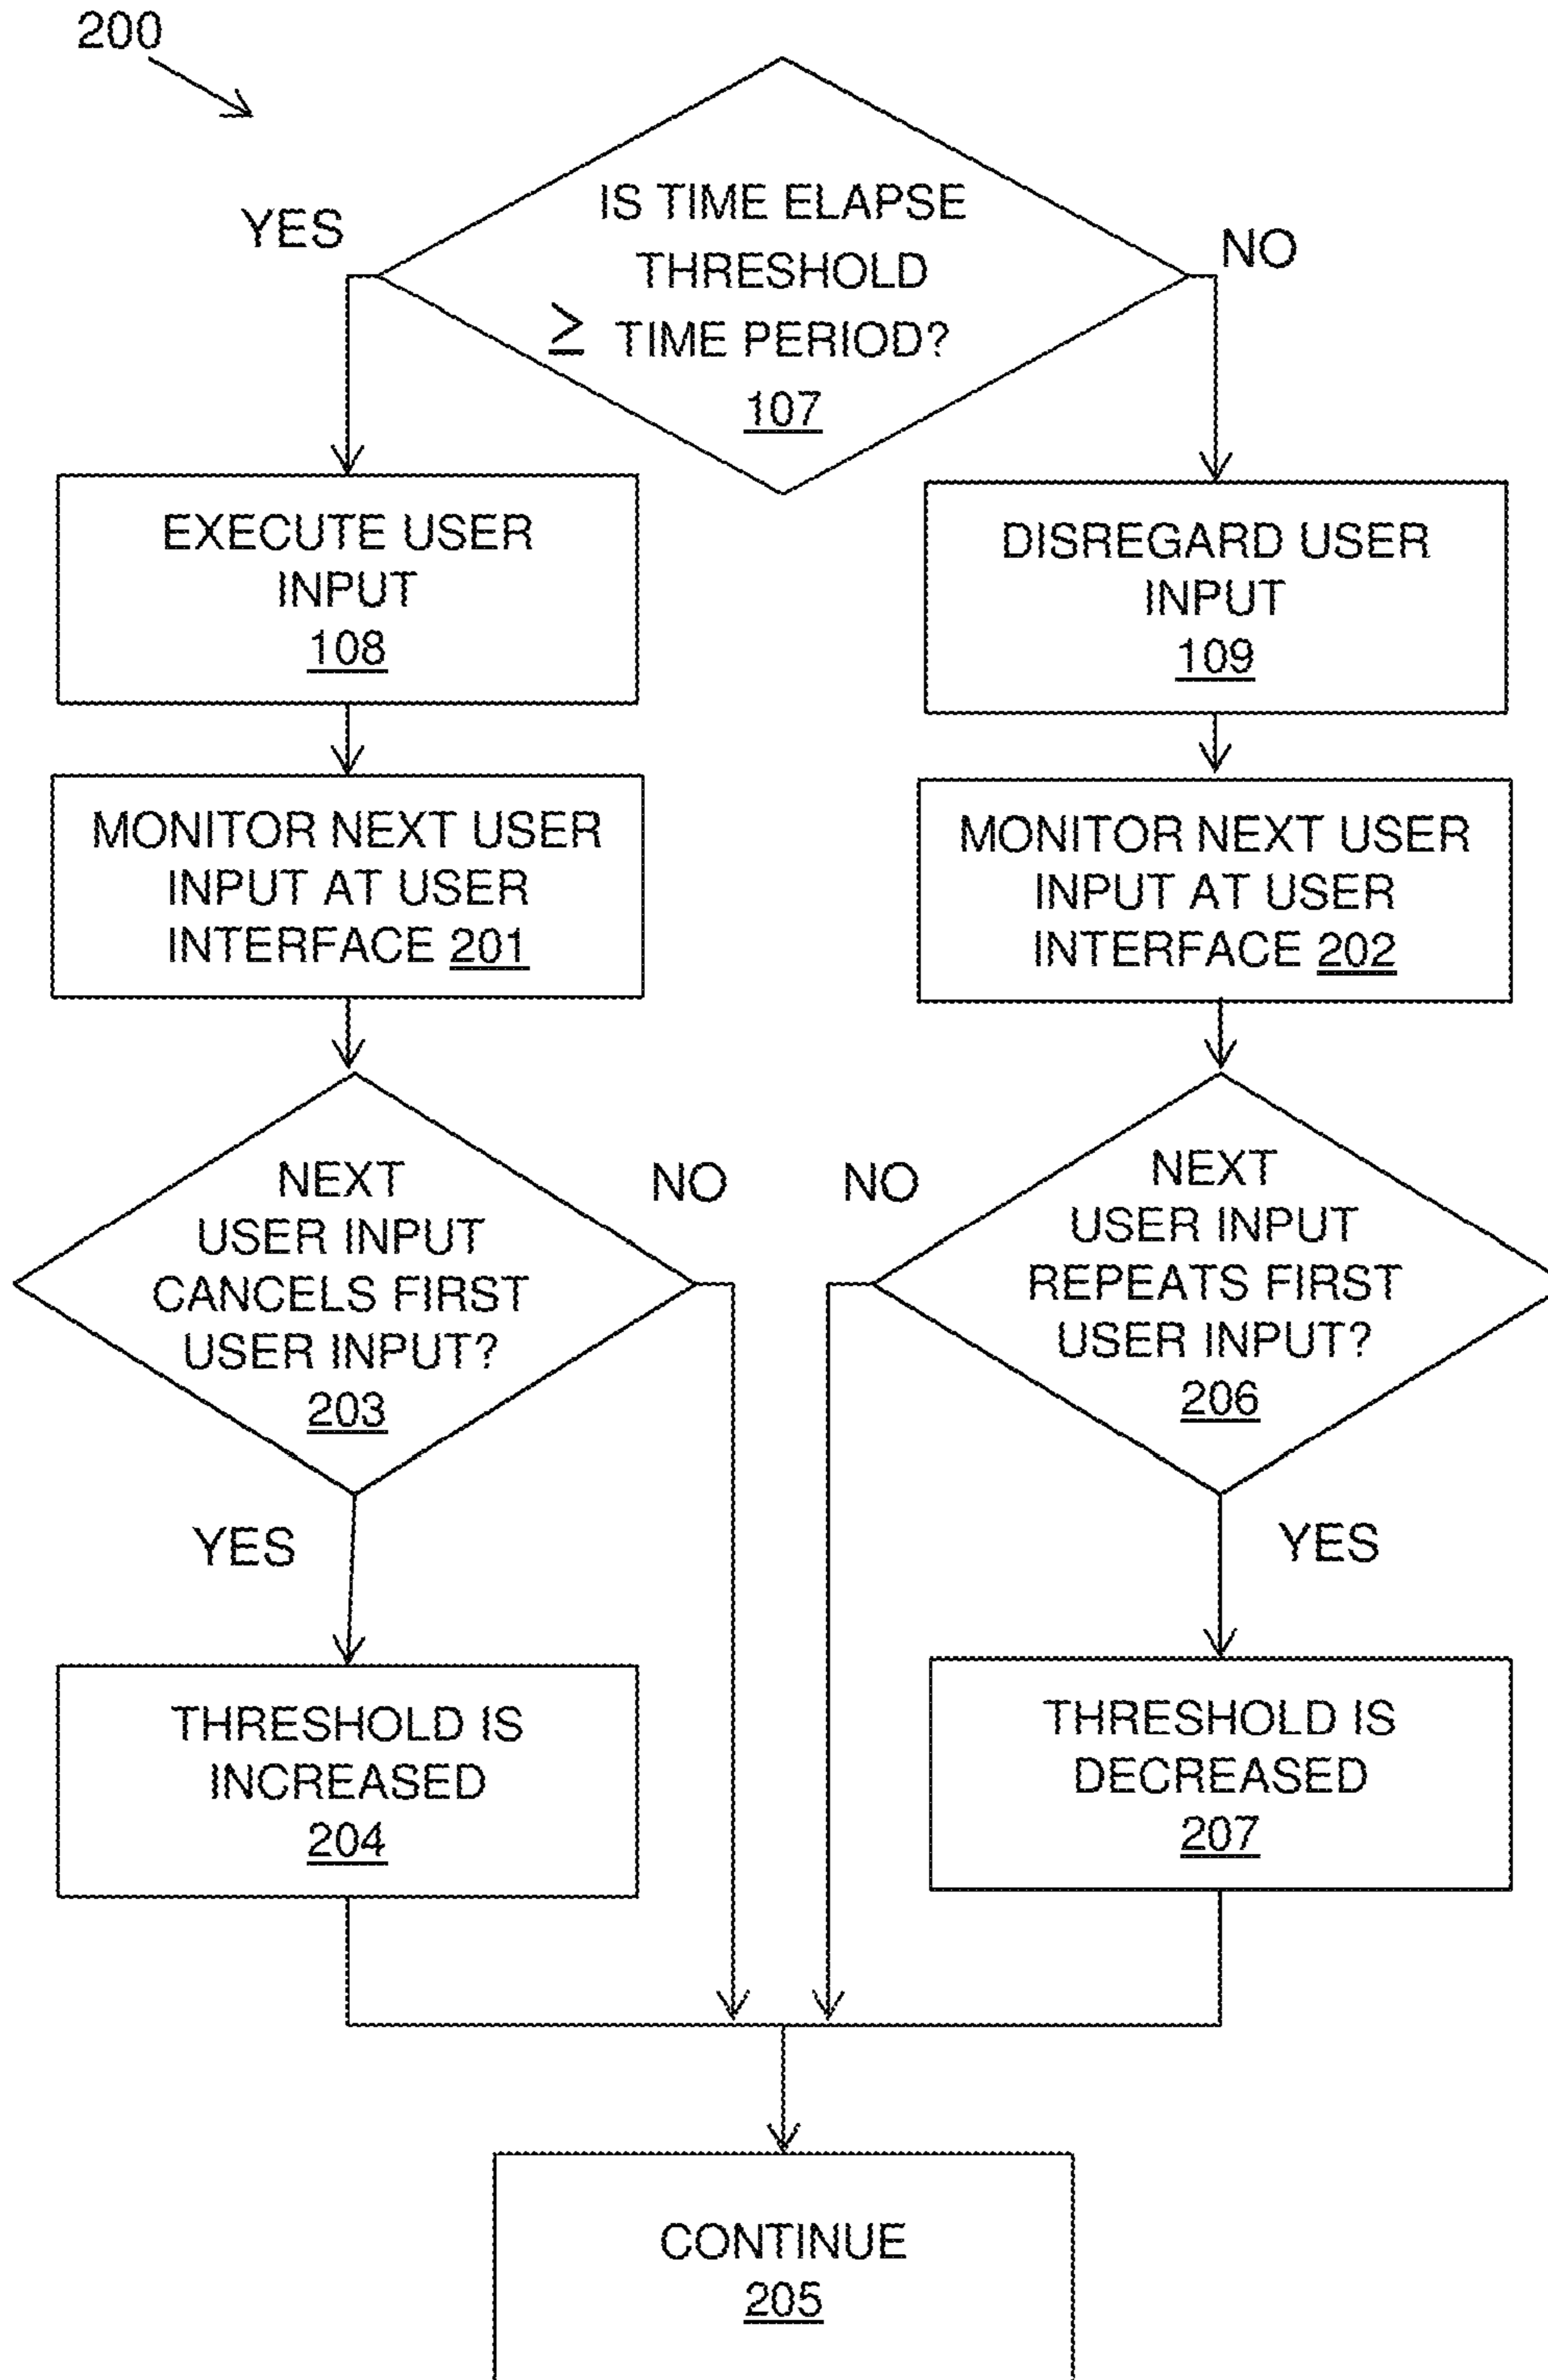 200
YES
NO
IS TIME ELAPSE
THRESHOLD
≥ TIME PERIOD?
107
EXECUTE USER
INPUT
108
DISREGARD USER
INPUT
109
MONITOR NEXT USER
INPUT AT USER
INTERFACE 201
MONITOR NEXT USER
INPUT AT USER
INTERFACE 202
NEXT
USER INPUT
CANCELS FIRST
USER INPUT?
203
NO
NO
NEXT
USER INPUT
REPEATS FIRST
USER INPUT?
206
YES
YES
THRESHOLD IS
INCREASED
204
THRESHOLD IS
DECREASED
207
CONTINUE
205